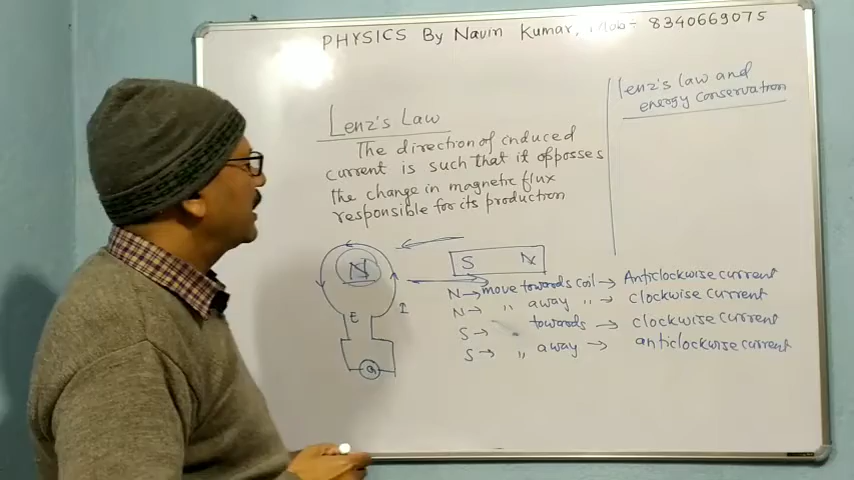 PHYSICS By Navin Kumar, Mob- 8340669075
Lenz's Law
The direction of induced
current is such that it opposses
the change in magnetic flux
responsible for its production
Lenz's law and
energy conservation
N
S N
E I
G
N → move towards coil → Anticlockwise current
N → " away " → clockwise current
S → " towards → clockwise current
S → " away → anticlockwise current